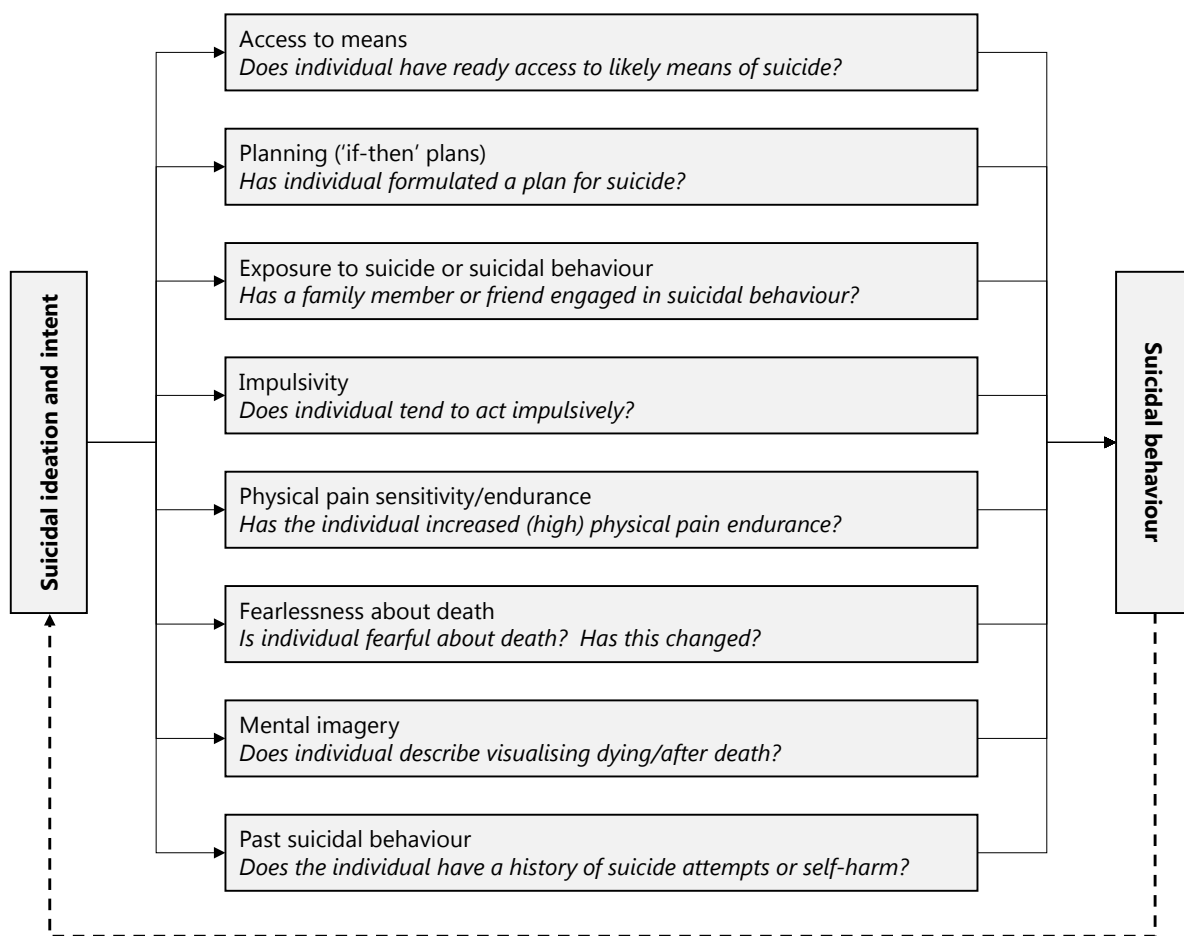 Access to means
Does individual have ready access to likely means of suicide?
Planning (‘if-then’ plans)
Has individual formulated a plan for suicide?
Exposure to suicide or suicidal behaviour
Has a family member or friend engaged in suicidal behaviour?
Suicidal ideation and intent
Impulsivity
Does individual tend to act impulsively?
Physical pain sensitivity/endurance
Has the individual increased (high) physical pain endurance?
Fearlessness about death
Is individual fearful about death?  Has this changed?
Mental imagery
Does individual describe visualising dying/after death?
Past suicidal behaviour
Does the individual have a history of suicide attempts or self-harm?
Suicidal behaviour